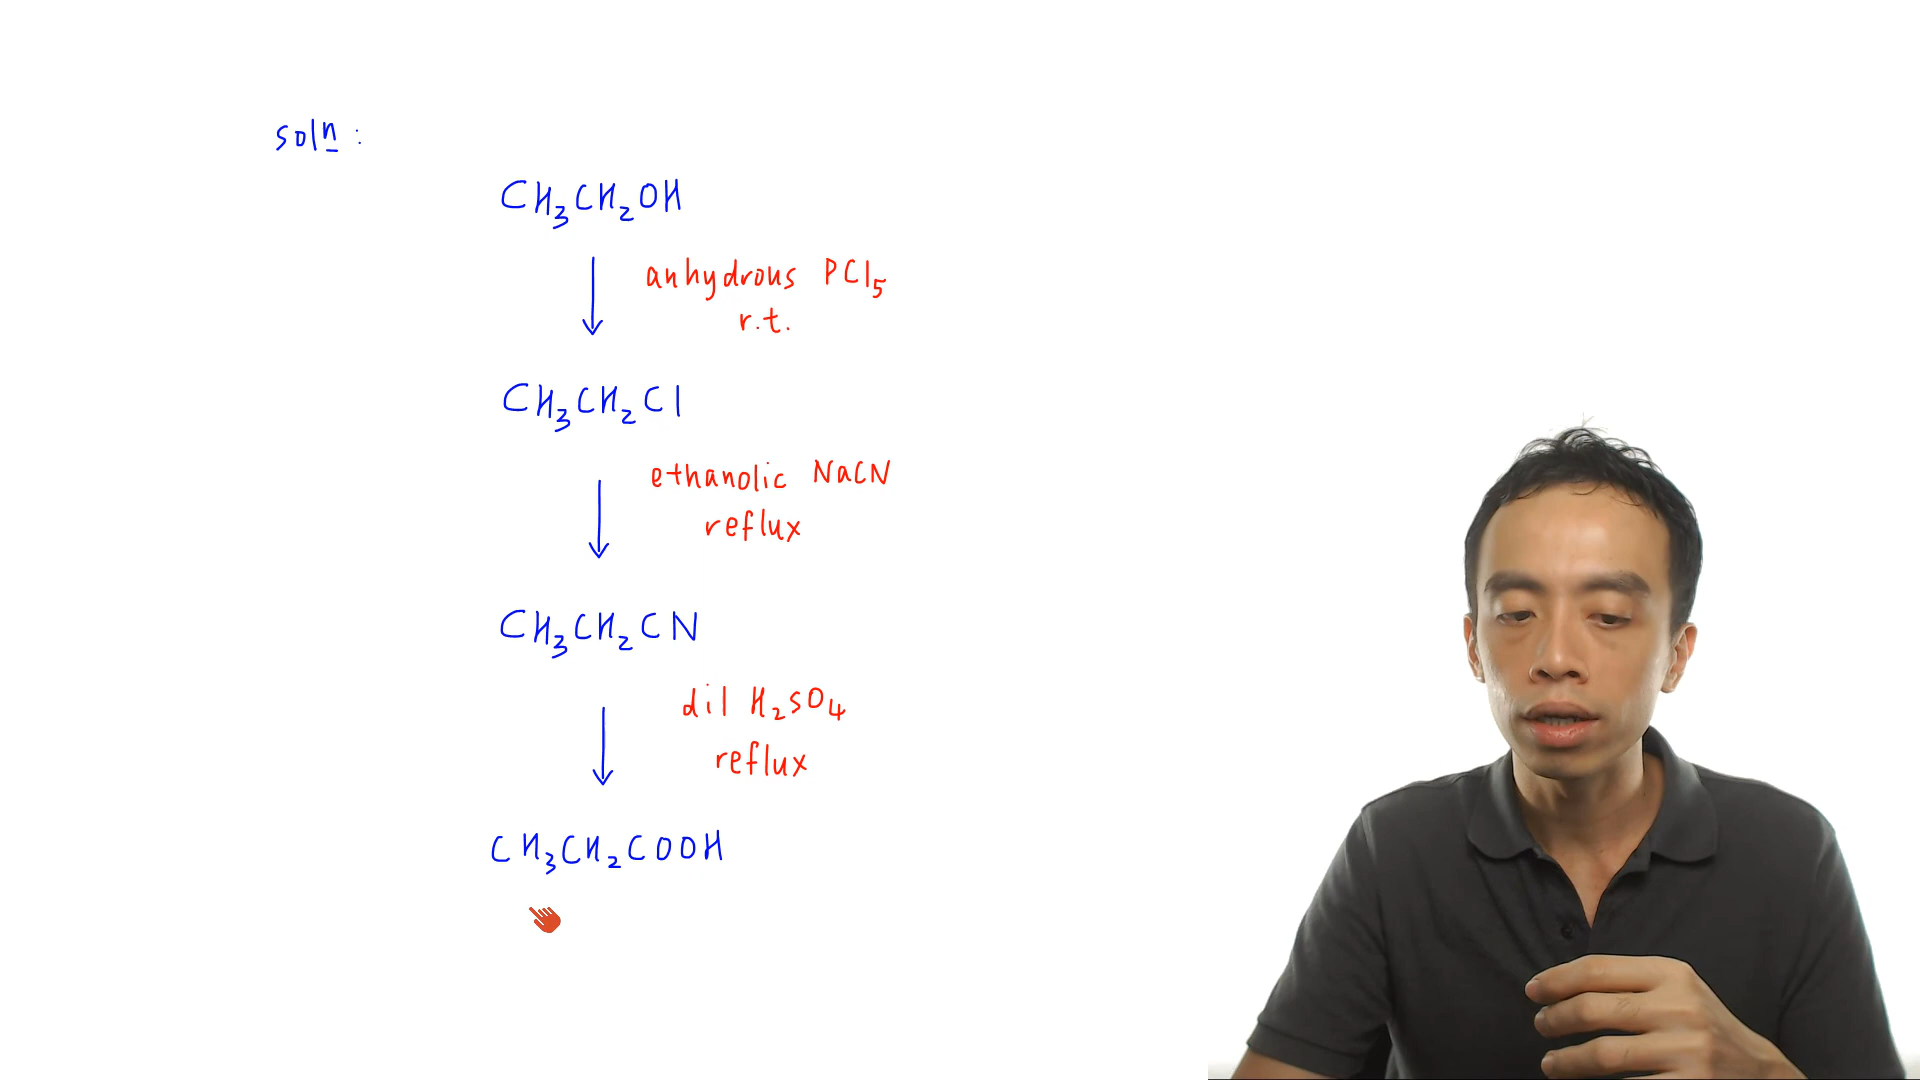 soln :
CH₃CH₂OH
anhydrous PCl₅
r.t.
CH₃CH₂Cl
ethanolic NaCN
reflux
CH₃CH₂CN
dil H₂SO₄
reflux
CH₃CH₂COOH